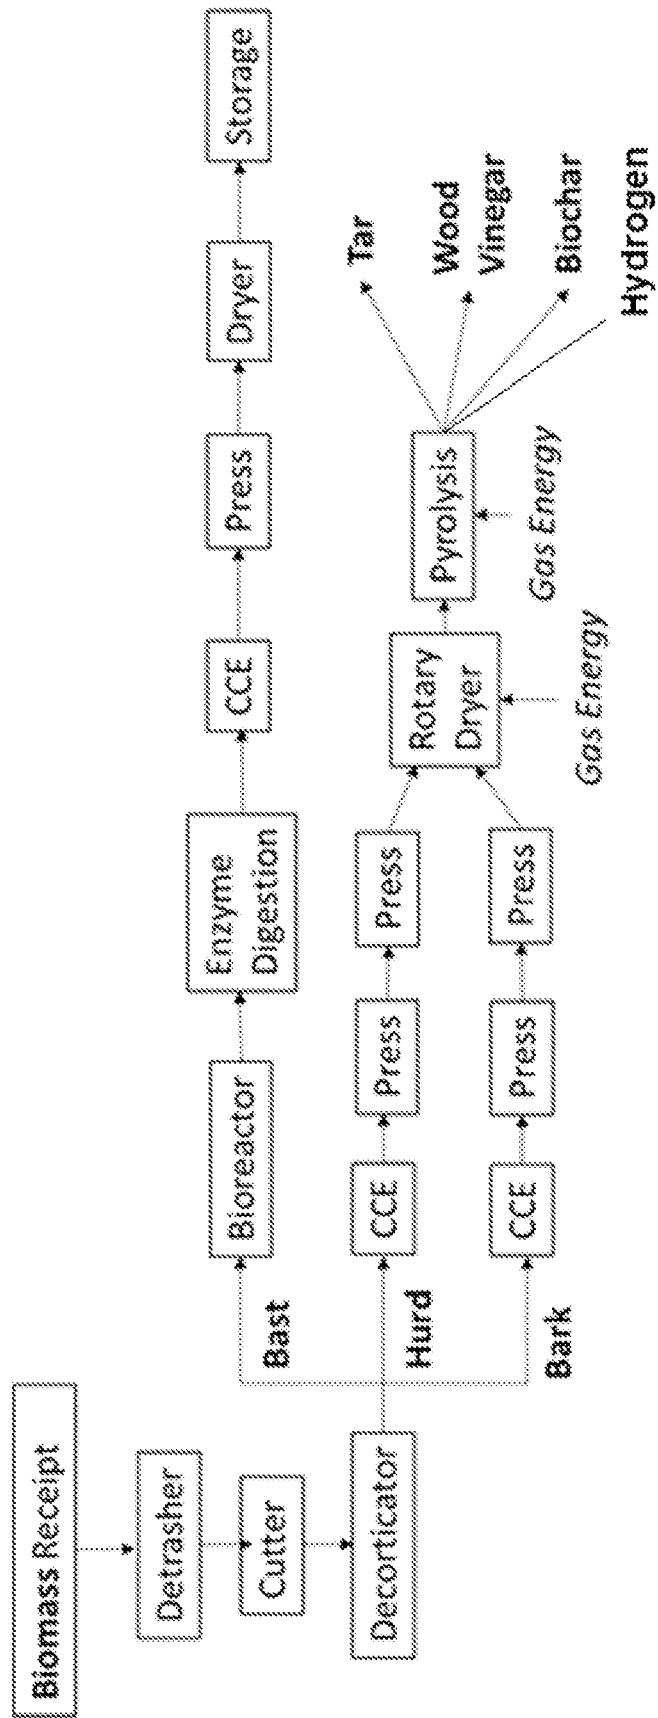 Biomass Receipt
Detrasher
Cutter
Decorticator
Bast
Bioreactor
Enzyme
Digestion
CCE
Press
Dryer
Storage
Hurd
CCE
Press
Press
Bark
CCE
Press
Press
Rotary
Dryer
Gas Energy
Pyrolysis
Gas Energy
Tar
Wood
Vinegar
Biochar
Hydrogen